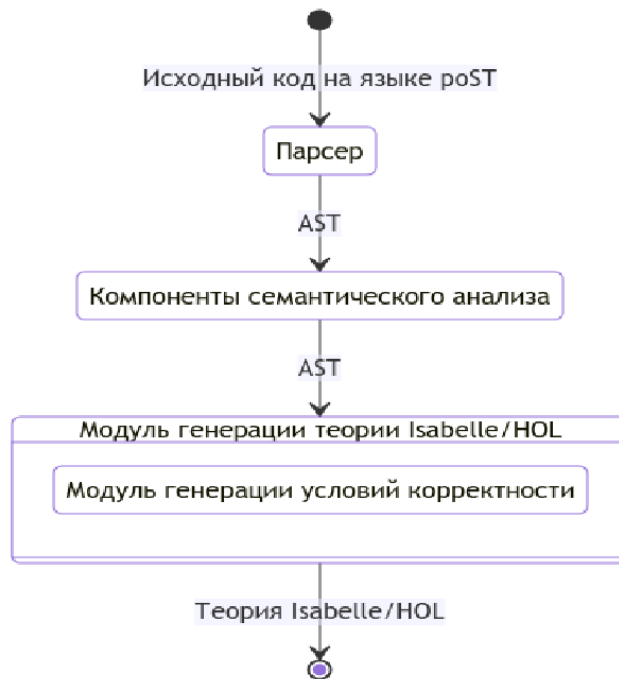 Исходный код на языке poST
Парсер
AST
Компоненты семантического анализа
AST
Модуль генерации теории Isabelle/HOL
Модуль генерации условий корректности
Теория Isabelle/HOL